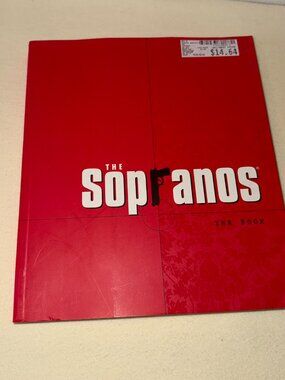 $14.64
THE
Sopranos
THE BOOK